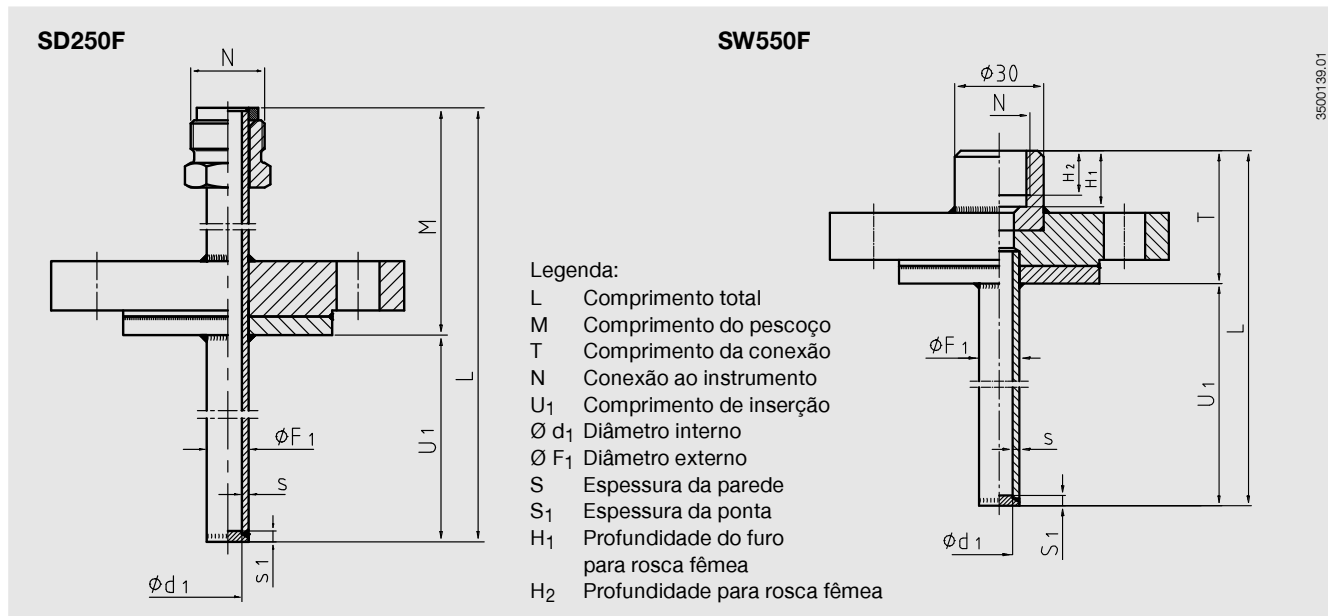 SD250F
N
M
L
U1
ØF1
s
s1
Ød1
Legenda:
L Comprimento total
M Comprimento do pescoço
T Comprimento da conexão
N Conexão ao instrumento
U1 Comprimento de inserção
Ø d1 Diâmetro interno
Ø F1 Diâmetro externo
S Espessura da parede
S1 Espessura da ponta
H1 Profundidade do furo
para rosca fêmea
H2 Profundidade para rosca fêmea
SW550F
Ø30
N
H2
H1
T
L
U1
ØF1
s
S1
Ød1
3500139.01